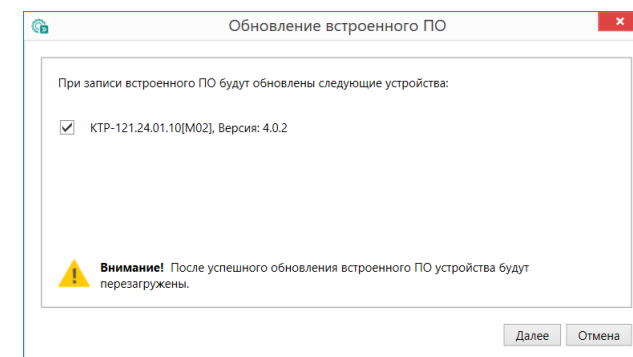 Обновление встроенного ПО
При записи встроенного ПО будут обновлены следующие устройства:
КТР-121.24.01.10[M02], Версия: 4.0.2
Внимание! После успешного обновления встроенного ПО устройства будут
перезагружены.
Далее Отмена